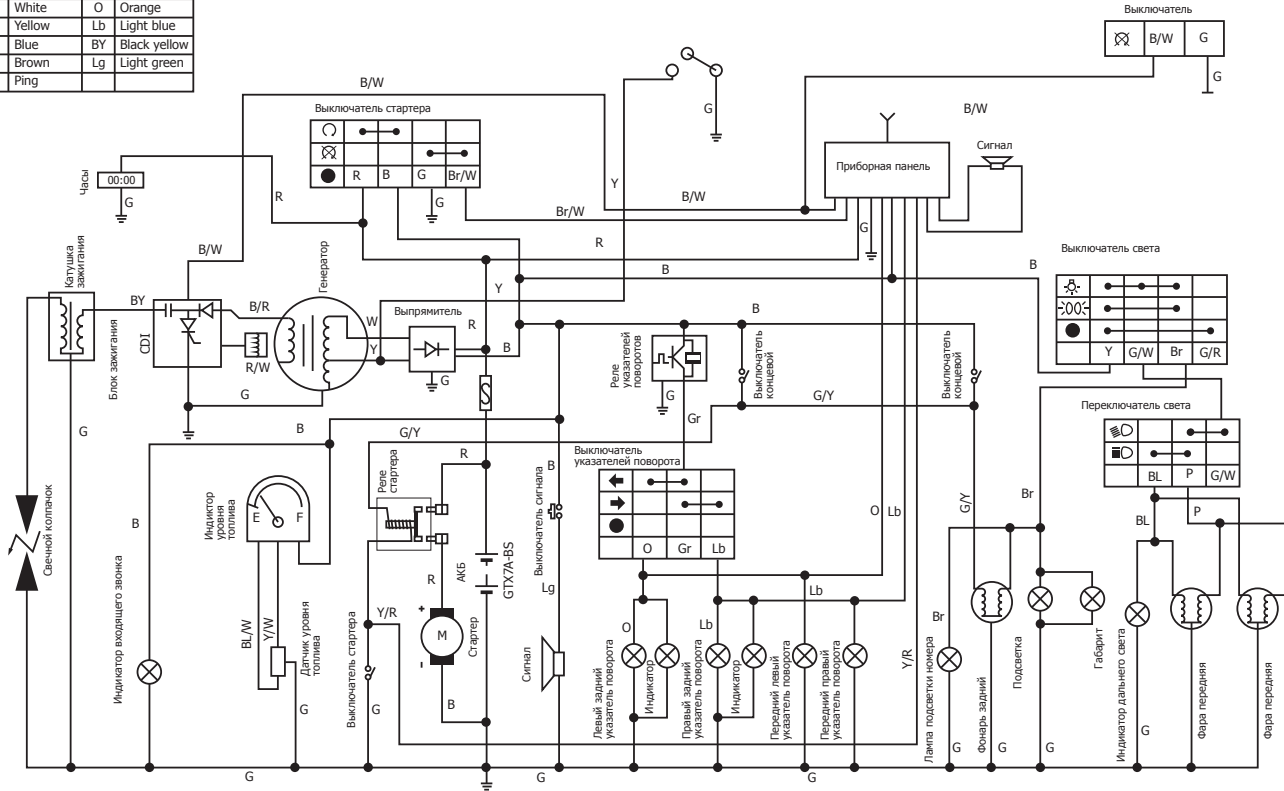 White O Orange
Yellow Lb Light blue
Blue BY Black yellow
Brown Lg Light green
Ping
Выключатель
B/W G
G
B/W
G
B/W
Выключатель стартера
R B G Br/W
G
Часы
00:00
G
R
Y
B/W
Br/W
R
Приборная панель
Сигнал
G
Выключатель света
Y G/W Br G/R
B
B
Катушка
зажигания
BY
Блок зажигания
CDI
B/W
B/R
R/W
G
Генератор
W
Y
Выпрямитель
G
Y
R
B
B
Реле
указателей
поворотов
G
Gr
Выключатель
концевой
G/Y
Выключатель
концевой
Переключатель света
BL P G/W
BL
P
G
B
G/Y
R
Реле
стартера
Выключатель
указателей поворота
O Gr Lb
O Lb
G/Y
Br
Свечной колпачок
B
Индиктор
уровня
топлива
E F
BL/W
Y/W
Датчик уровня
топлива
G
Индикатор входящего звонка
Выключатель стартера
Y/R
G
R
АКБ
GTX7A-BS
+
M
-
Стартер
B
B
Выключатель сигнала
Lg
Сигнал
O
Левый задний
указатель поворота
Индикатор
Lb
Правый задний
указатель поворота
Индикатор
Lb
Передний левый
указатель поворота
Передний правый
указатель поворота
Y/R
Br
Лампа подсветки номера
G
Фонарь задний
G
Подсветка
G
Габарит
Индикатор дальнего света
G
Фара передняя
Фара передняя
G
G
G